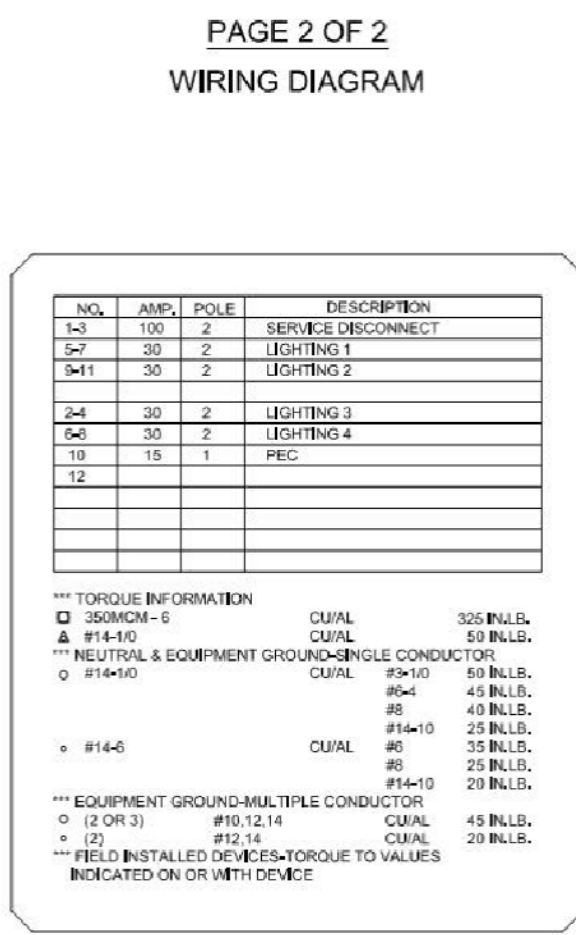 PAGE 2 OF 2
WIRING DIAGRAM
NO. AMP. POLE DESCRIPTION
1-3 100 2 SERVICE DISCONNECT
5-7 30 2 LIGHTING 1
9-11 30 2 LIGHTING 2
2-4 30 2 LIGHTING 3
6-8 30 2 LIGHTING 4
10 15 1 PEC
12
*** TORQUE INFORMATION
350MCM - 6 CU/AL 325 IN.LB.
#14-1/0 CU/AL 50 IN.LB.
*** NEUTRAL & EQUIPMENT GROUND-SINGLE CONDUCTOR
#14-1/0 CU/AL #3-1/0 50 IN.LB.
#6-4 45 IN.LB.
#8 40 IN.LB.
#14-10 25 IN.LB.
#14-6 CU/AL #6 35 IN.LB.
#8 25 IN.LB.
#14-10 20 IN.LB.
*** EQUIPMENT GROUND-MULTIPLE CONDUCTOR
(2 OR 3) #10,12,14 CU/AL 45 IN.LB.
(2) #12,14 CU/AL 20 IN.LB.
*** FIELD INSTALLED DEVICES-TORQUE TO VALUES
INDICATED ON OR WITH DEVICE